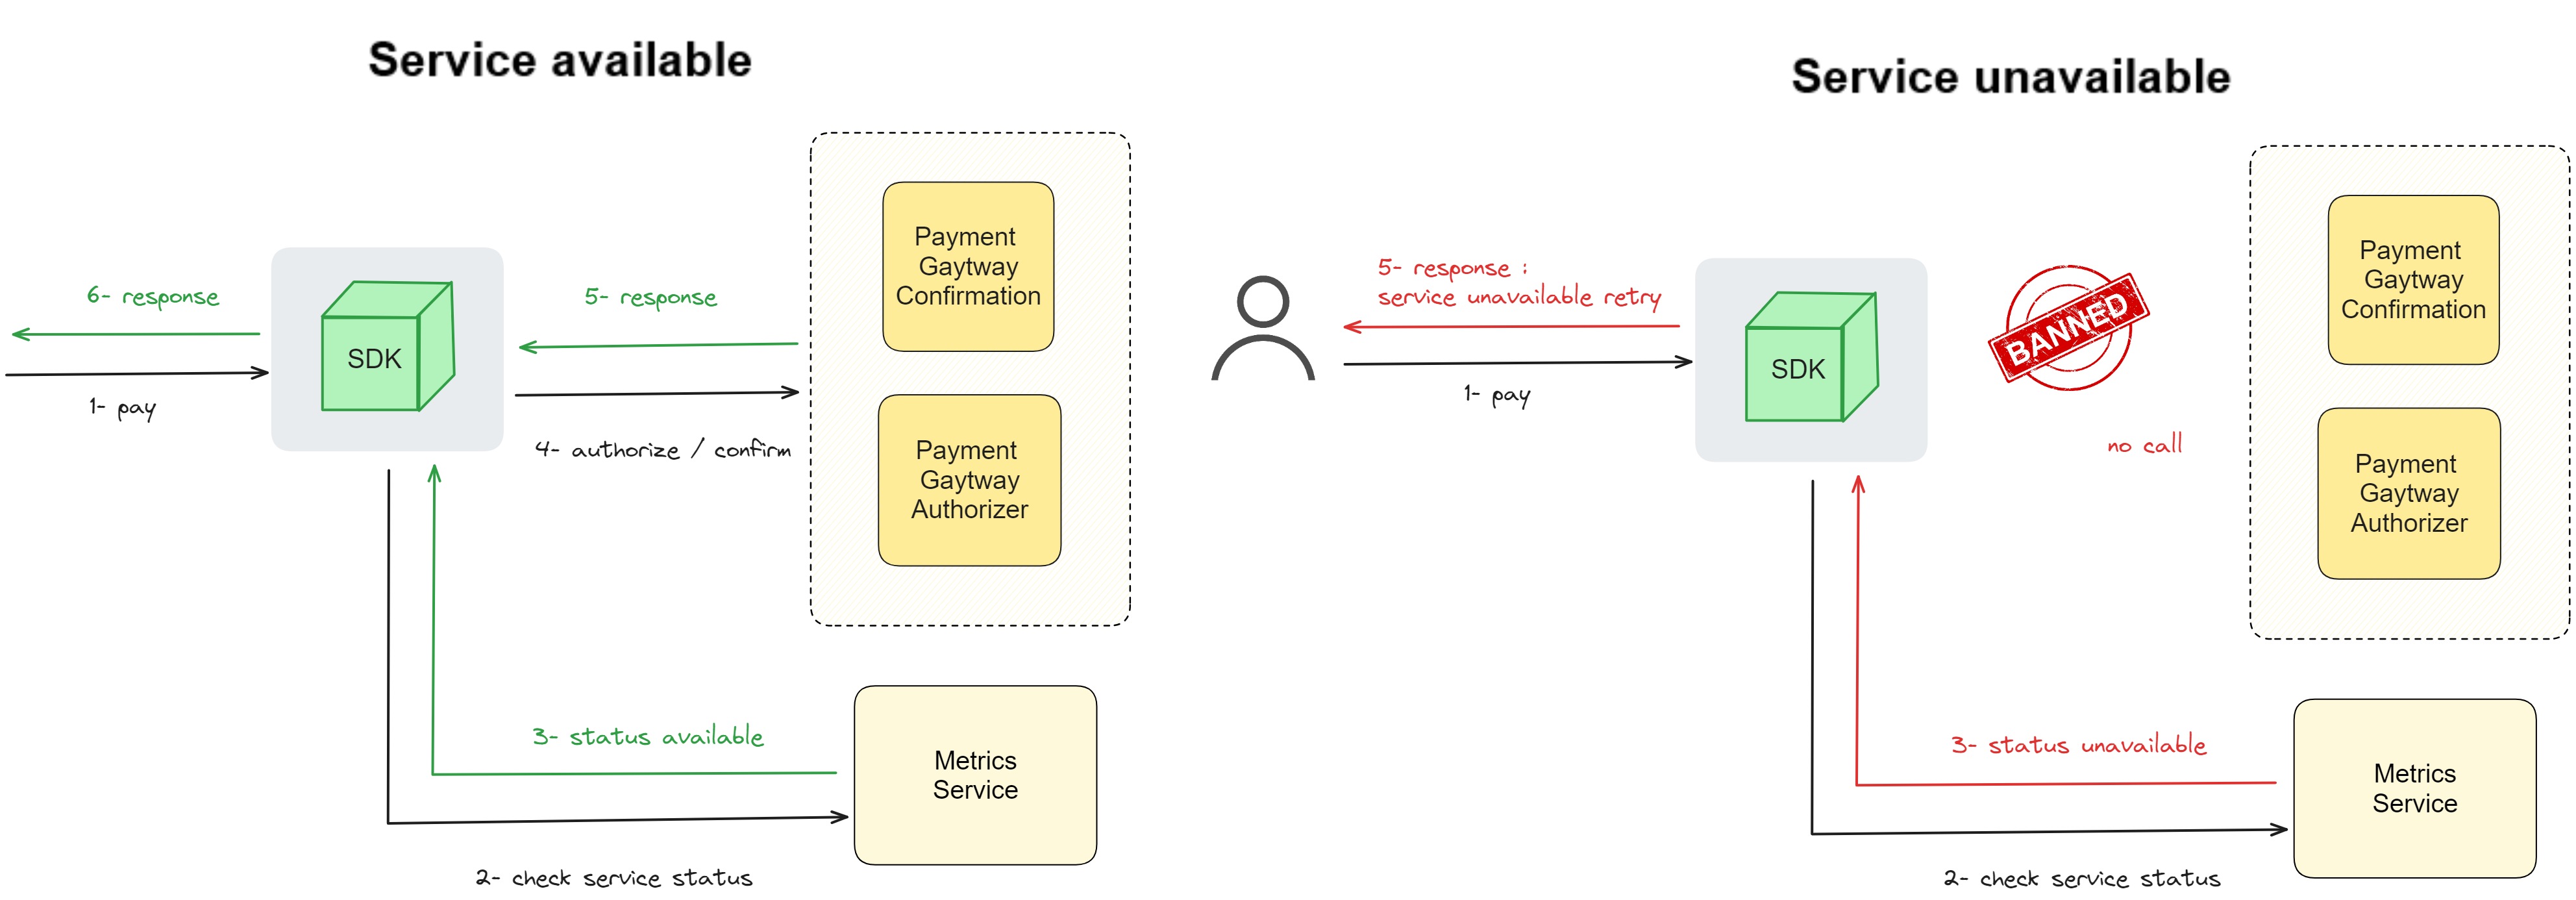 Service available
6- response
1- pay
SDK
5- response
4- authorize / confirm
Payment
Gaytway
Confirmation
Payment
Gaytway
Authorizer
3- status available
Metrics
Service
2- check service status
Service unavailable
5- response :
service unavailable retry
1- pay
SDK
BANNED
no call
Payment
Gaytway
Confirmation
Payment
Gaytway
Authorizer
3- status unavailable
Metrics
Service
2- check service status